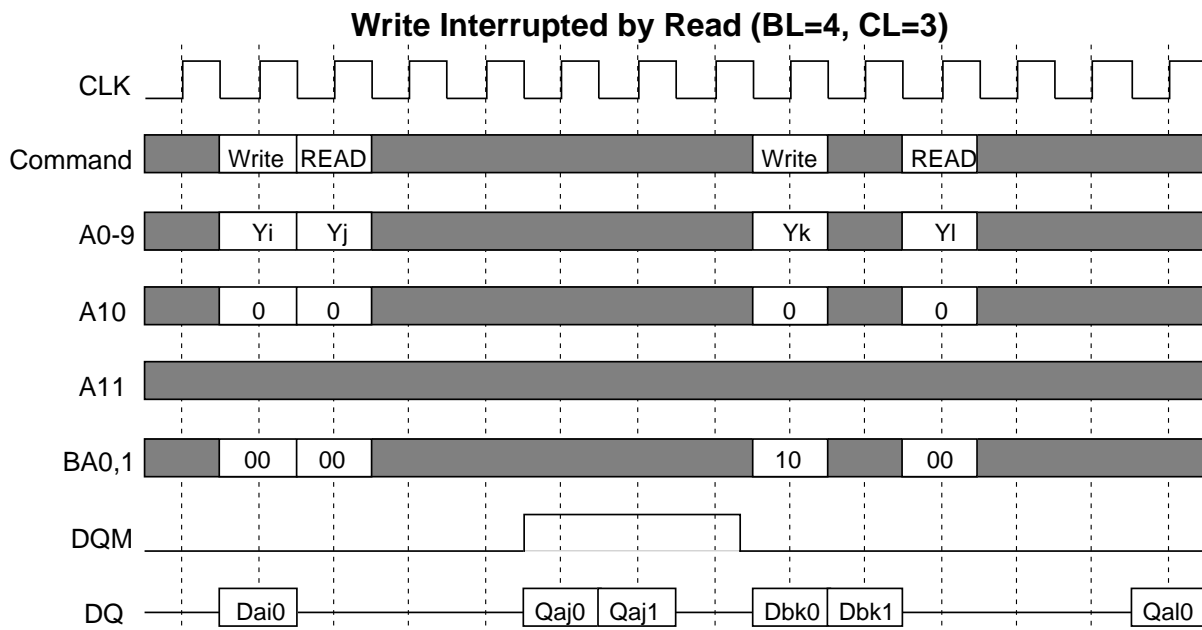 Write Interrupted by Read (BL=4, CL=3)
CLK
Command Write READ Write READ
A0-9 Yi Yj Yk Yl
A10 0 0 0 0
A11
BA0,1 00 00 10 00
DQM
DQ Dai0 Qaj0 Qaj1 Dbk0 Dbk1 Qal0